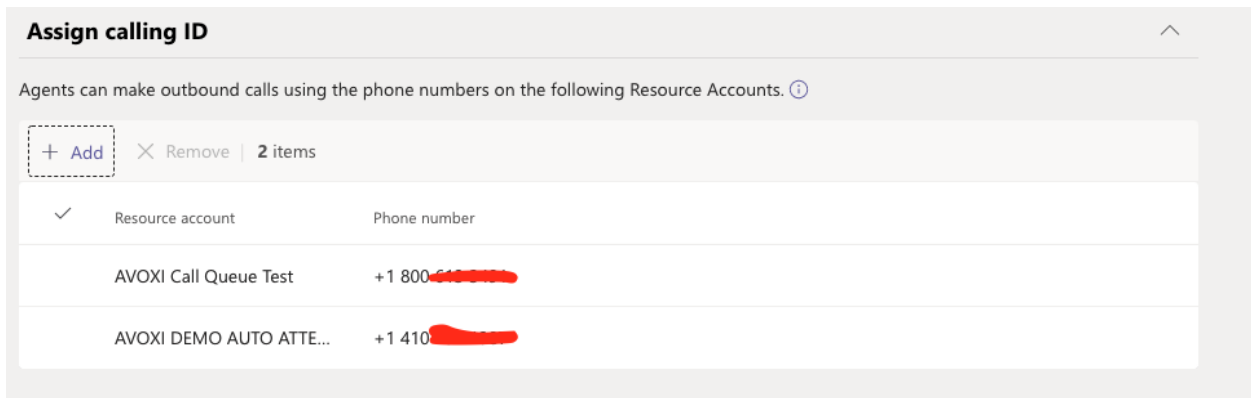 Assign calling ID
Agents can make outbound calls using the phone numbers on the following Resource Accounts.
+ Add Remove | 2 items
Resource account Phone number
AVOXI Call Queue Test +1 800
AVOXI DEMO AUTO ATTE... +1 410